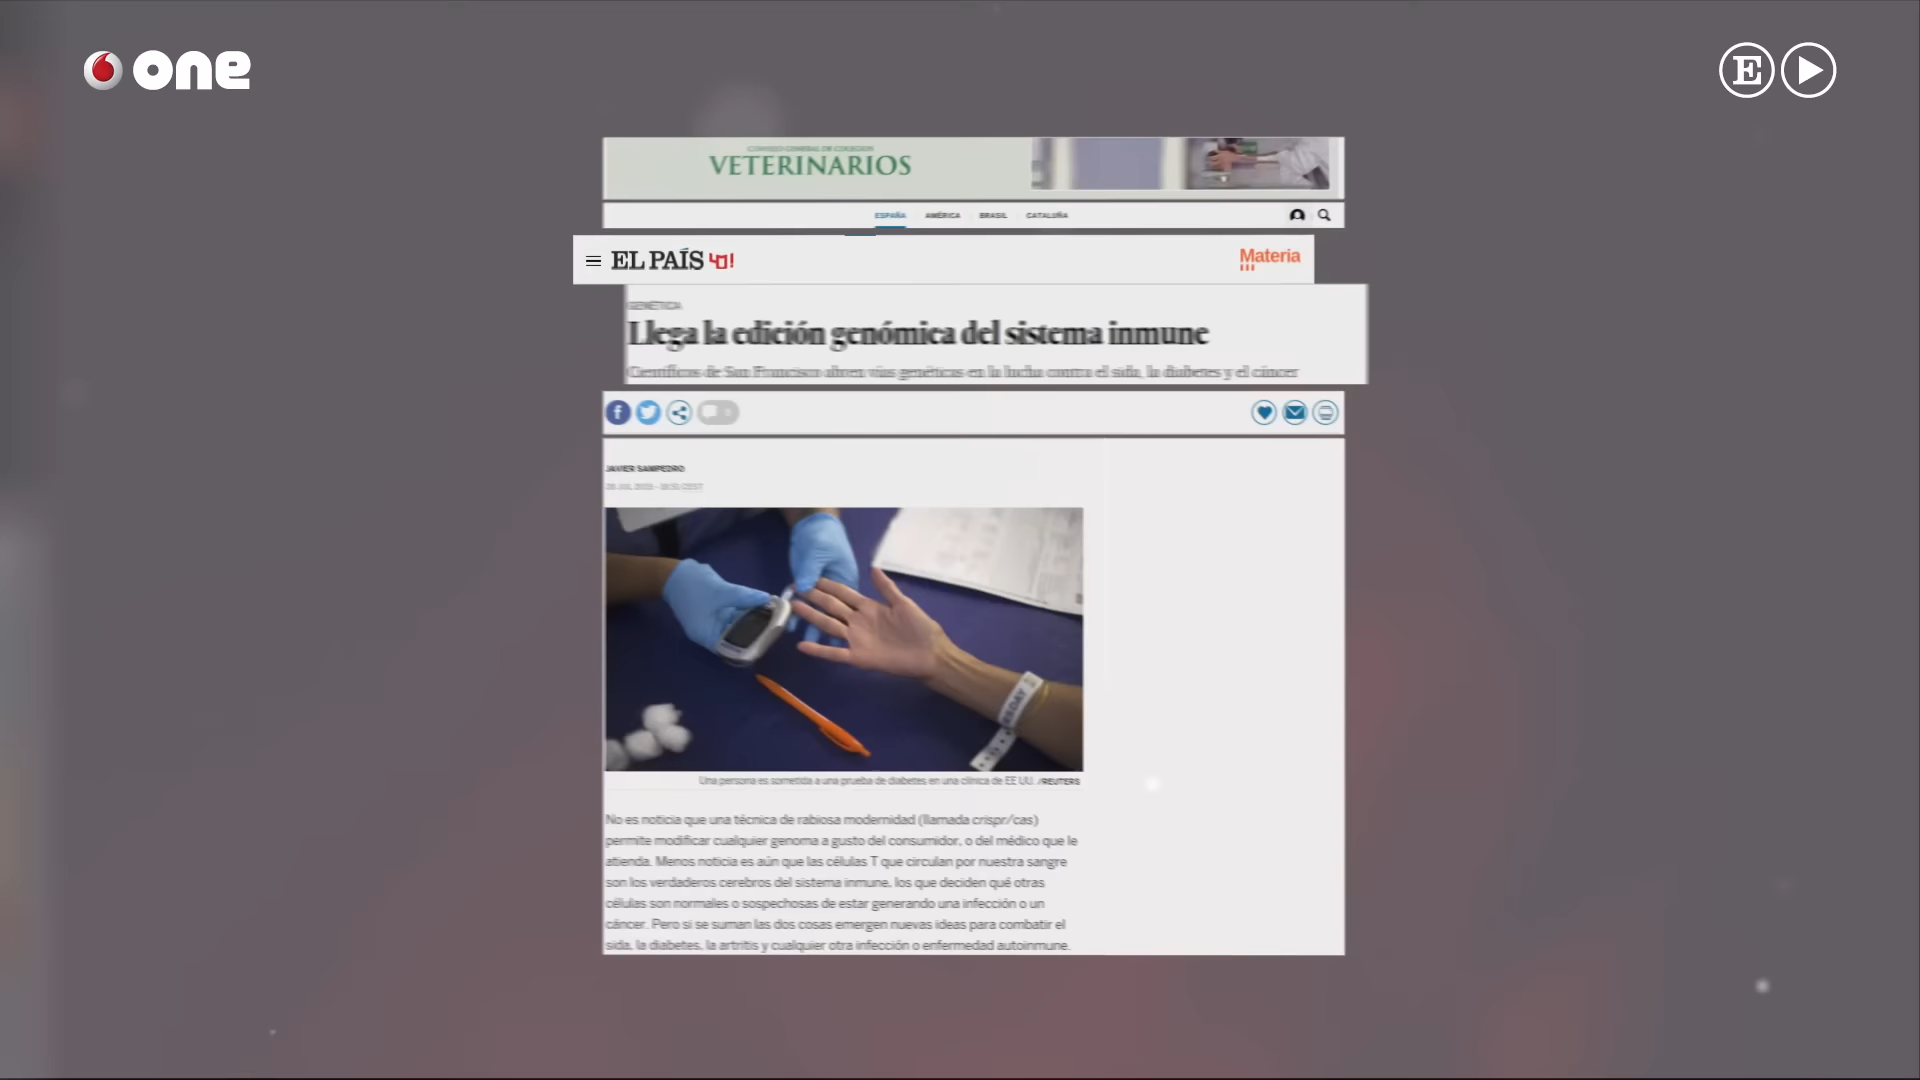 one
E
CONSEJO GENERAL DE COLEGIOS
VETERINARIOS
ESPAÑA AMÉRICA BRASIL CATALUÑA
EL PAÍS 40!
Materia
GENÉTICA
Llega la edición genómica del sistema inmune
Científicos de San Francisco abren vías genéticas en la lucha contra el sida, la diabetes y el cáncer
JAVIER SAMPEDRO
Una persona es sometida a una prueba de diabetes en una clínica de EE UU. / REUTERS
No es noticia que una técnica de rabiosa modernidad (llamada crispr/cas)
permite modificar cualquier genoma a gusto del consumidor, o del médico que le
atienda. Menos noticia es aún que las células T que circulan por nuestra sangre
son los verdaderos cerebros del sistema inmune, los que deciden qué otras
células son normales o sospechosas de estar generando una infección o un
cáncer. Pero si se suman las dos cosas emergen nuevas ideas para combatir el
sida, la diabetes, la artritis y cualquier otra infección o enfermedad autoinmune.